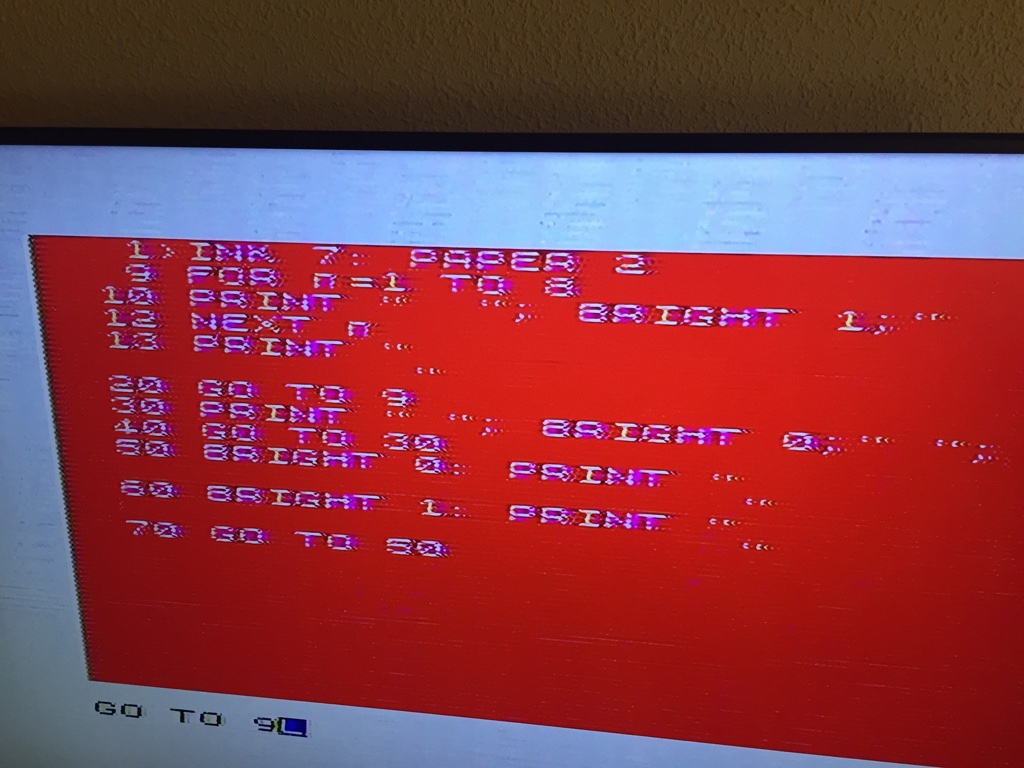 1>INK 7: PAPER 2
9 FOR n=1 TO 8
10 PRINT "      "; BRIGHT 1;"
12 NEXT n
13 PRINT "
"
20 GO TO 9
30 PRINT "    "; BRIGHT 0;"    ";
40 GO TO 30
50 BRIGHT 0: PRINT "
"
60 BRIGHT 1: PRINT "
"
70 GO TO 50
GO TO 9L